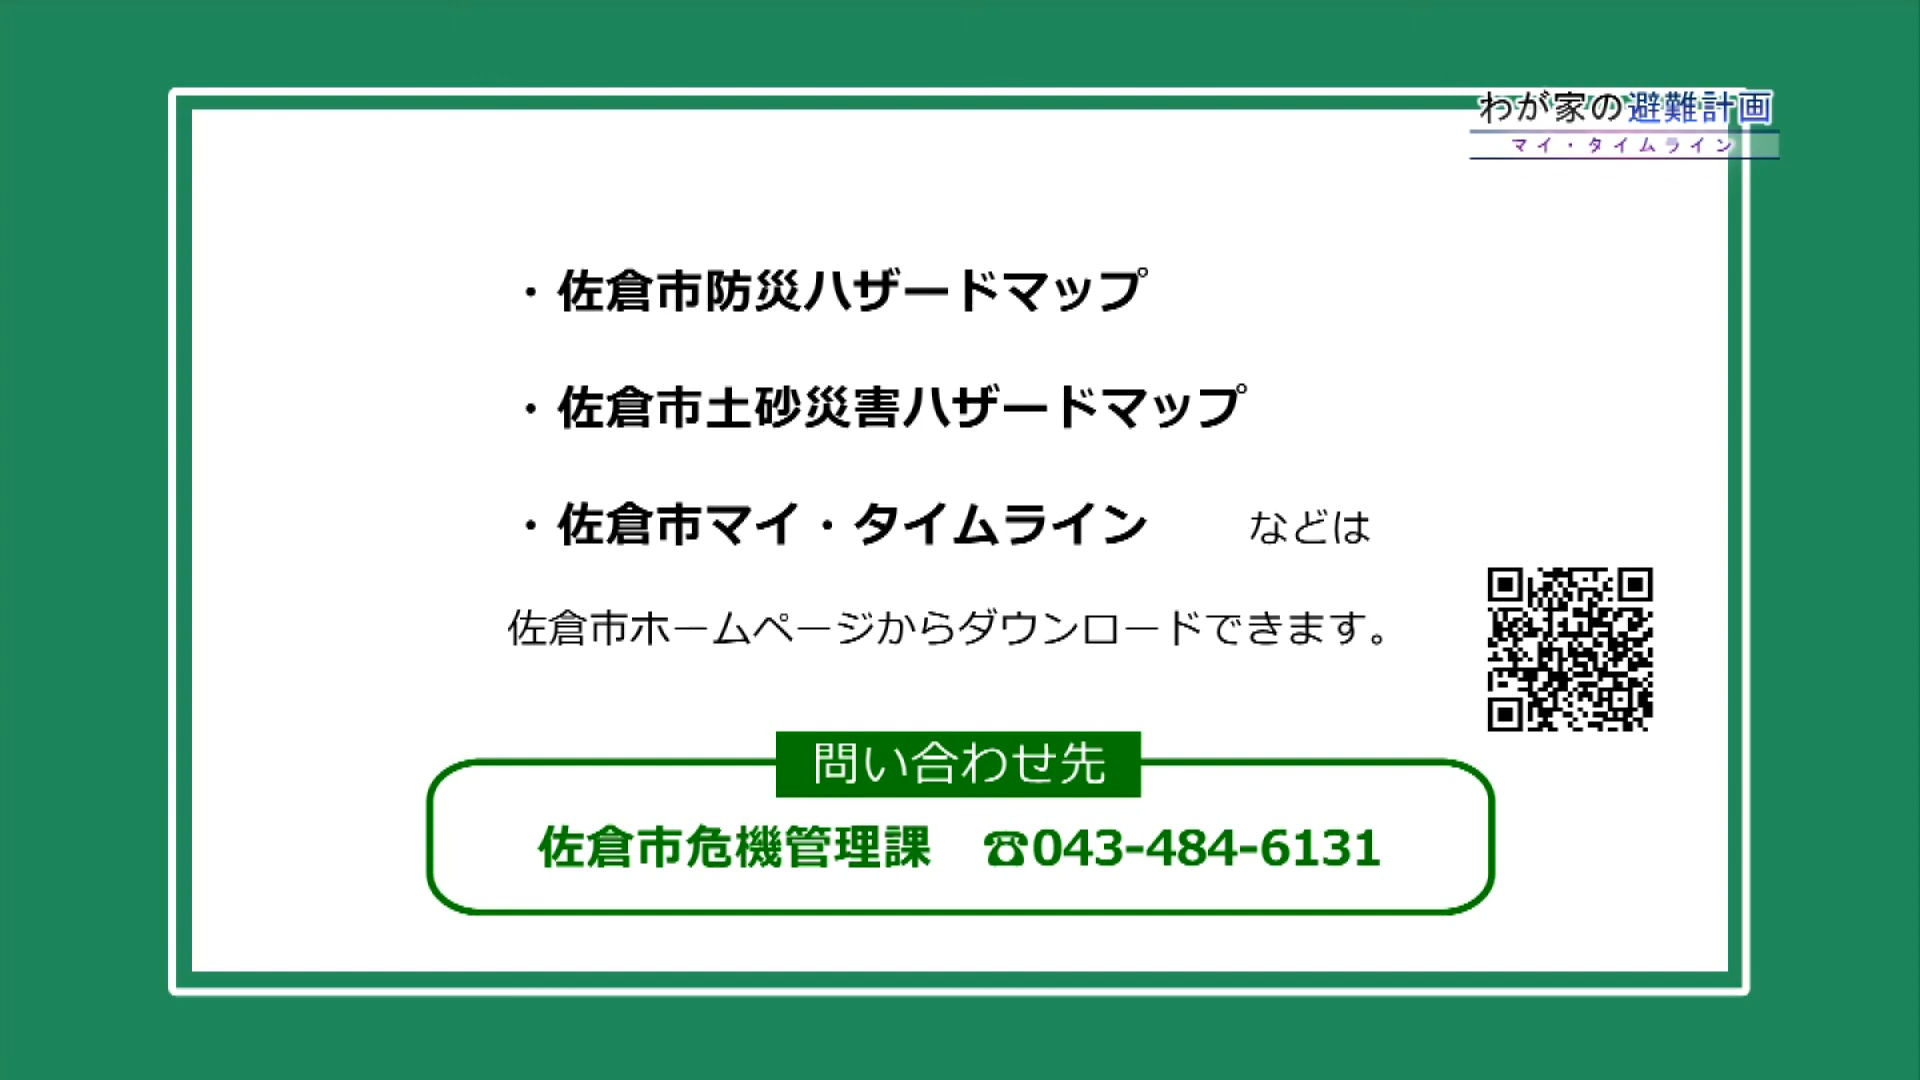 わが家の避難計画
マイ・タイムライン
・佐倉市防災ハザードマップ
・佐倉市土砂災害ハザードマップ
・佐倉市マイ・タイムライン　　などは
佐倉市ホームページからダウンロードできます。
問い合わせ先
佐倉市危機管理課　☎043-484-6131